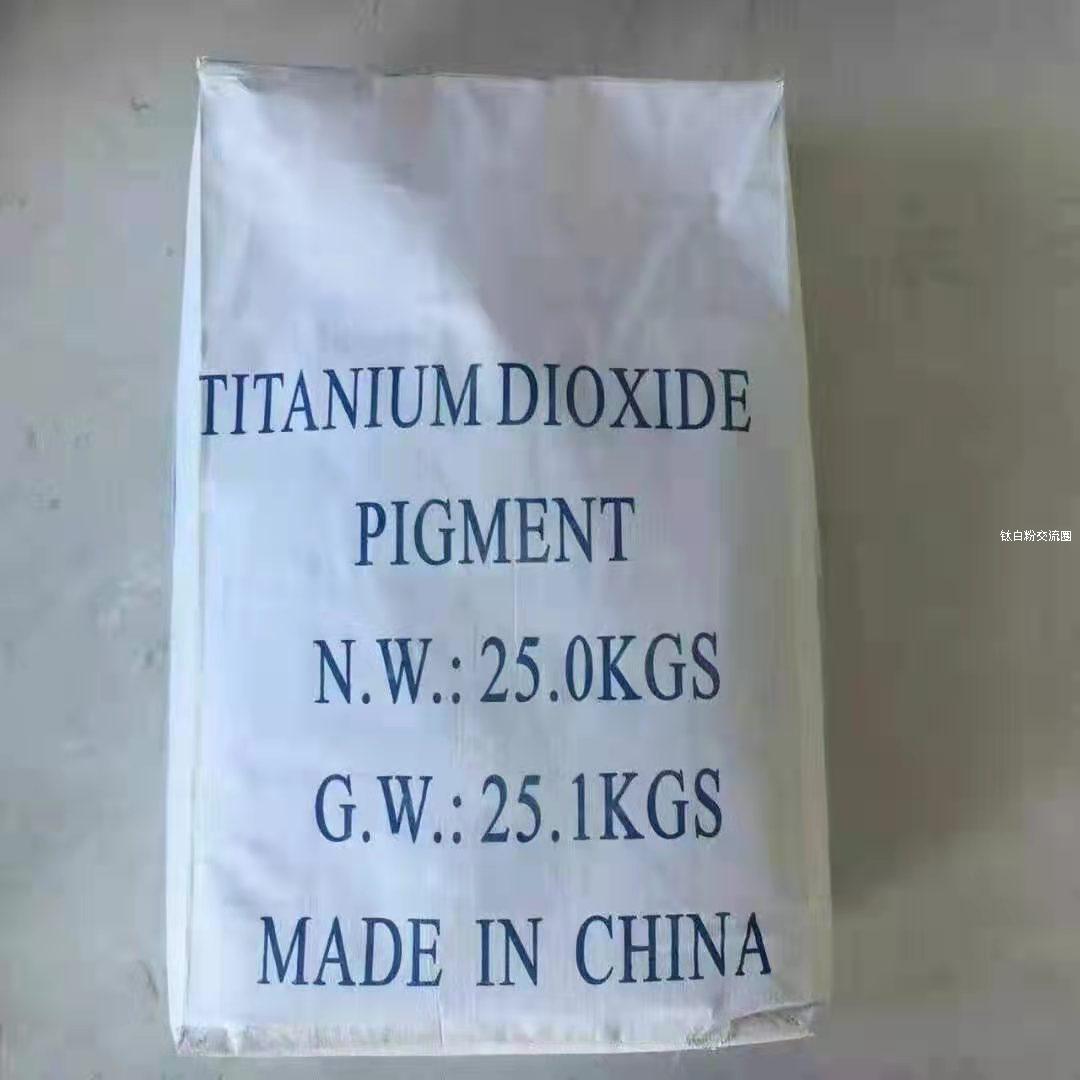 TITANIUM DIOXIDE
PIGMENT
N.W.: 25.0KGS
G.W.: 25.1KGS
MADE IN CHINA
钛白粉交流圈